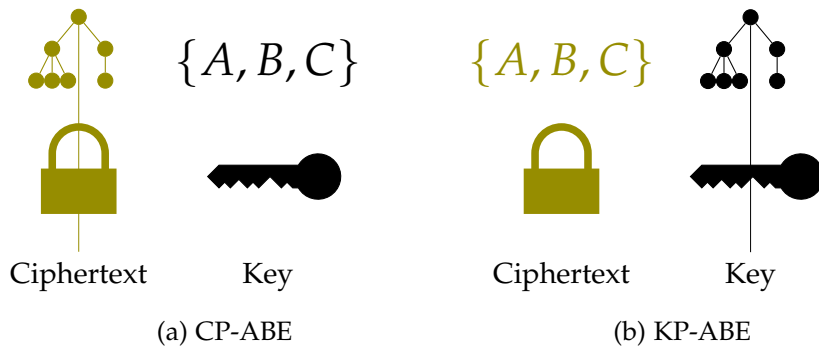 {A, B, C} {A, B, C}
Ciphertext Key Ciphertext Key
(a) CP-ABE (b) KP-ABE